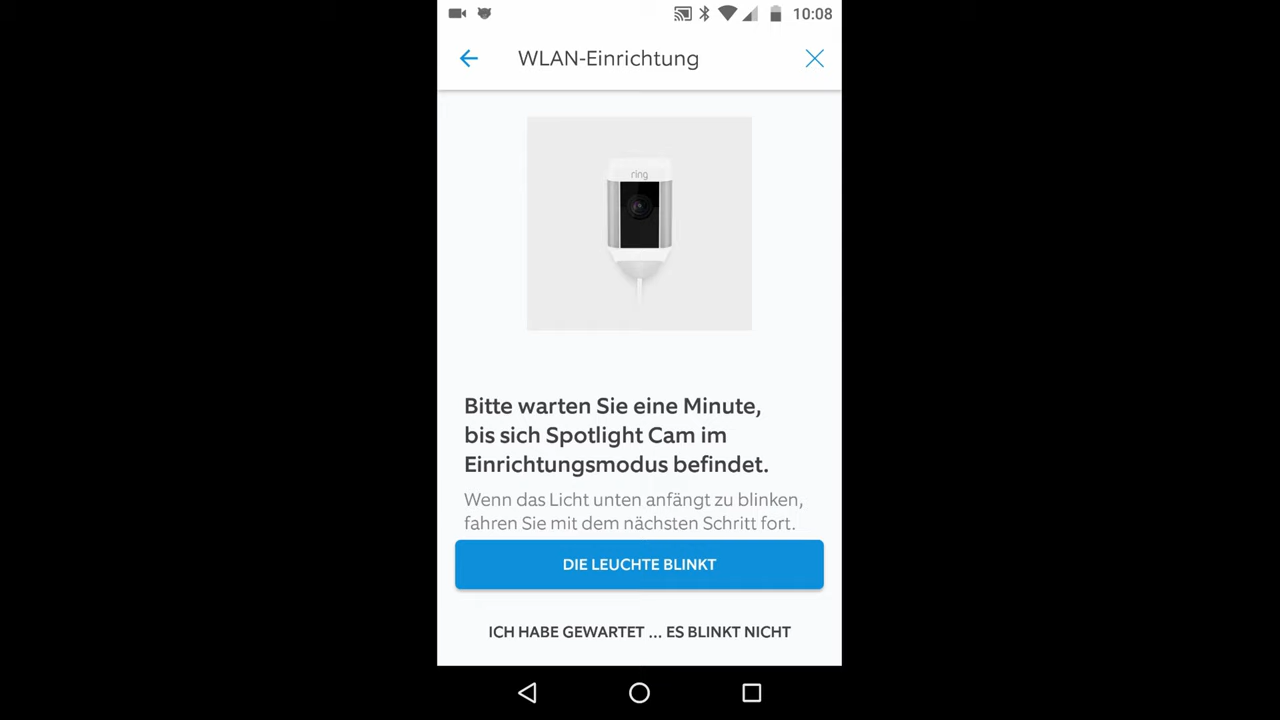 10:08
WLAN-Einrichtung
ring
Bitte warten Sie eine Minute,
bis sich Spotlight Cam im
Einrichtungsmodus befindet.
Wenn das Licht unten anfängt zu blinken,
fahren Sie mit dem nächsten Schritt fort.
DIE LEUCHTE BLINKT
ICH HABE GEWARTET ... ES BLINKT NICHT